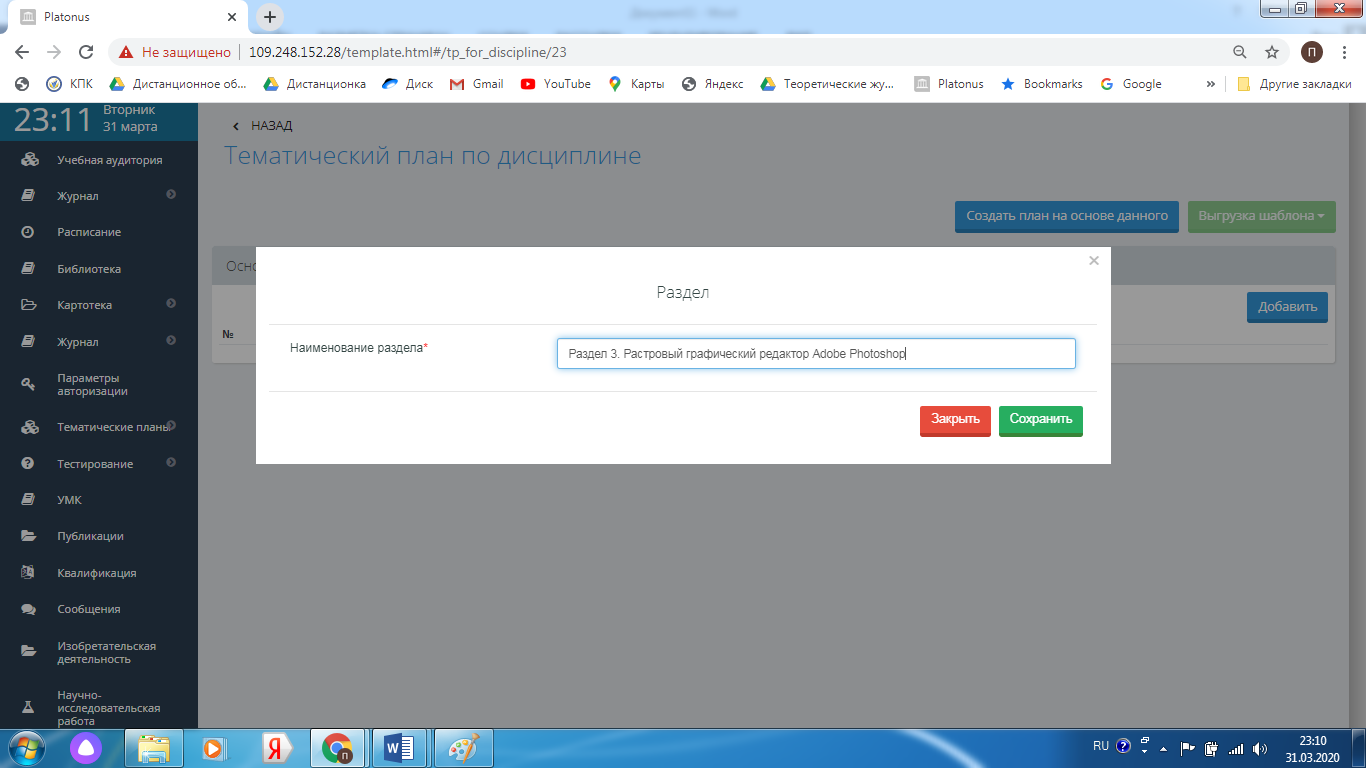 Platonus
Не защищено
109.248.152.28/template.html#/tp_for_discipline/23
П
КПК
Дистанционное об...
Дистанционка
Диск
Gmail
YouTube
Карты
Яндекс
Теоретические жу...
Platonus
Bookmarks
Google
»
Другие закладки
23:11
Вторник
31 марта
НАЗАД
Тематический план по дисциплине
Учебная аудитория
Журнал
Создать план на основе данного
Выгрузка шаблона
Расписание
Библиотека
Осно
Раздел
Картотека
Добавить
№
Журнал
Наименование раздела*
Раздел 3. Растровый графический редактор Adobe Photoshop
Параметры
авторизации
Закрыть
Сохранить
Тематические планы
Тестирование
УМК
Публикации
Квалификация
Сообщения
Изобретательская
деятельность
Научно-
исследовательская
работа
П
RU
23:10
31.03.2020